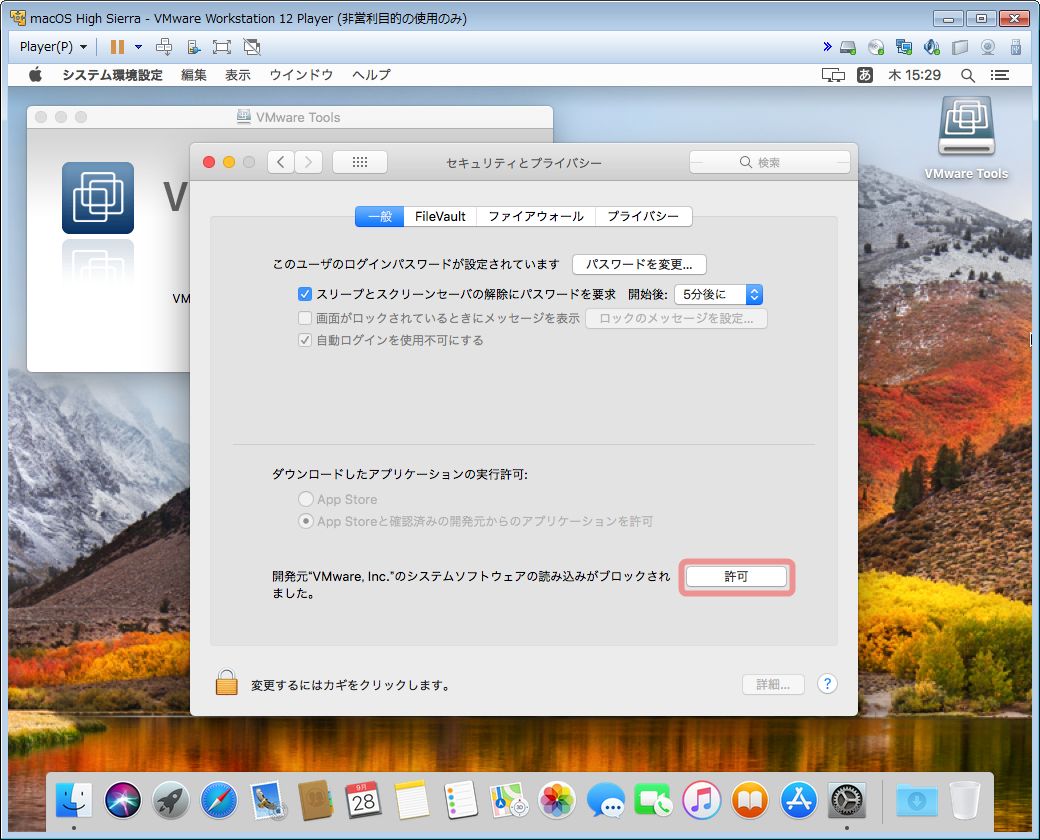 macOS High Sierra - VMware Workstation 12 Player (非営利目的の使用のみ)
Player(P)
システム環境設定 編集 表示 ウインドウ ヘルプ
あ 木 15:29
VMware Tools
VMware Tools
V
VM
セキュリティとプライバシー
検索
一般 FileVault ファイアウォール プライバシー
このユーザのログインパスワードが設定されています パスワードを変更...
スリープとスクリーンセーバの解除にパスワードを要求 開始後: 5分後に
画面がロックされているときにメッセージを表示 ロックのメッセージを設定...
自動ログインを使用不可にする
ダウンロードしたアプリケーションの実行許可:
App Store
App Storeと確認済みの開発元からのアプリケーションを許可
開発元“VMware, Inc.”のシステムソフトウェアの読み込みがブロックされ
ました。
許可
変更するにはカギをクリックします。
詳細... ?
9月
28